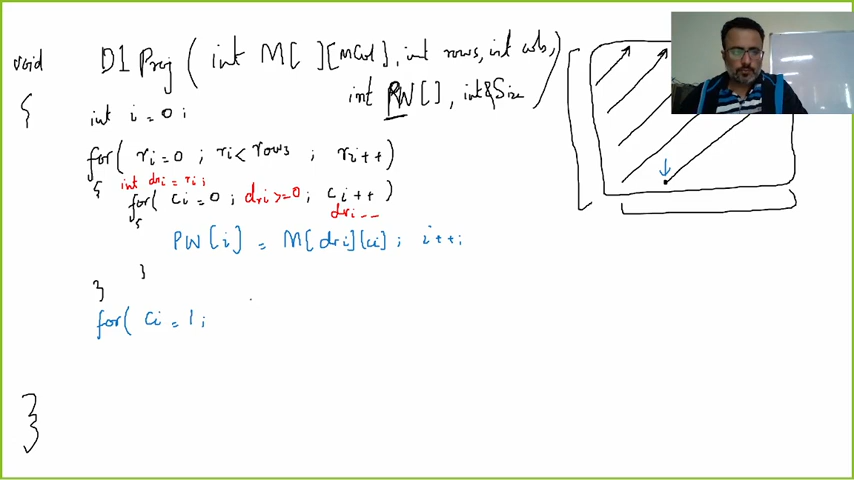 void D1 Proj ( int M[ ][MCol], int rows, int cols,
int PW[ ], int&Size )
{
int i = 0 ;
for( ri=0 ; ri<rows ; ri++)
{ int dri = ri ;
for( ci=0 ; dri>=0 ; ci++ )
dri--
{
PW[i] = M[dri][ci] ; i++ ;
}
}
for( ci = 1 ;
}